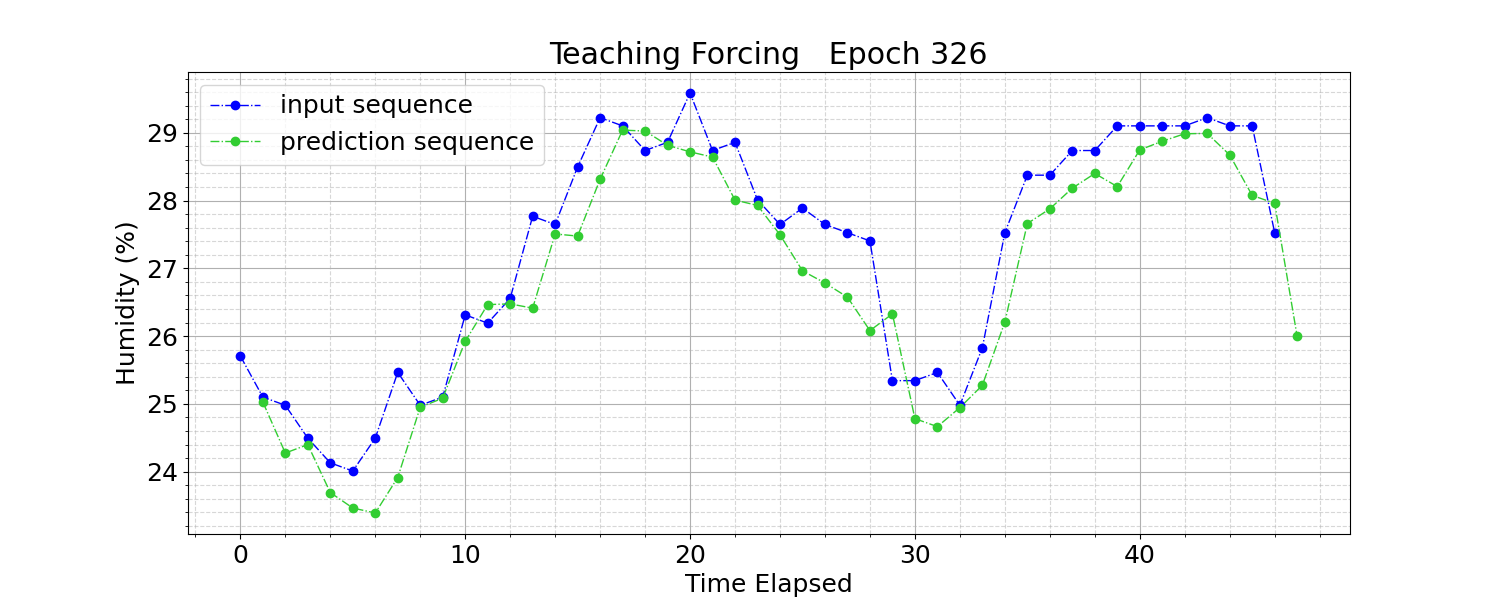 Teaching Forcing   Epoch 326
input sequence
prediction sequence
Humidity (%)
29
28
27
26
25
24
0 10 20 30 40
Time Elapsed